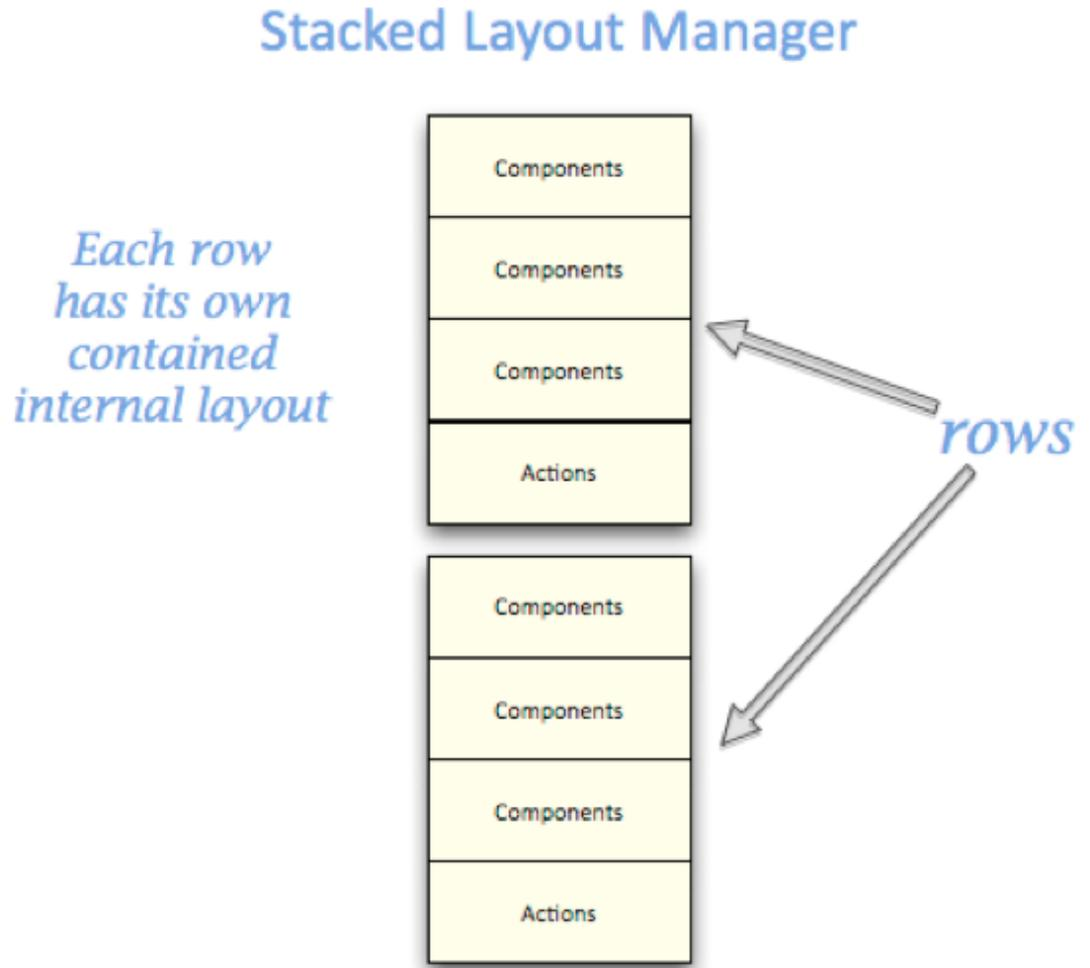 Stacked Layout Manager
Each row
has its own
contained
internal layout
Components
Components
Components
Actions
rows
Components
Components
Components
Actions